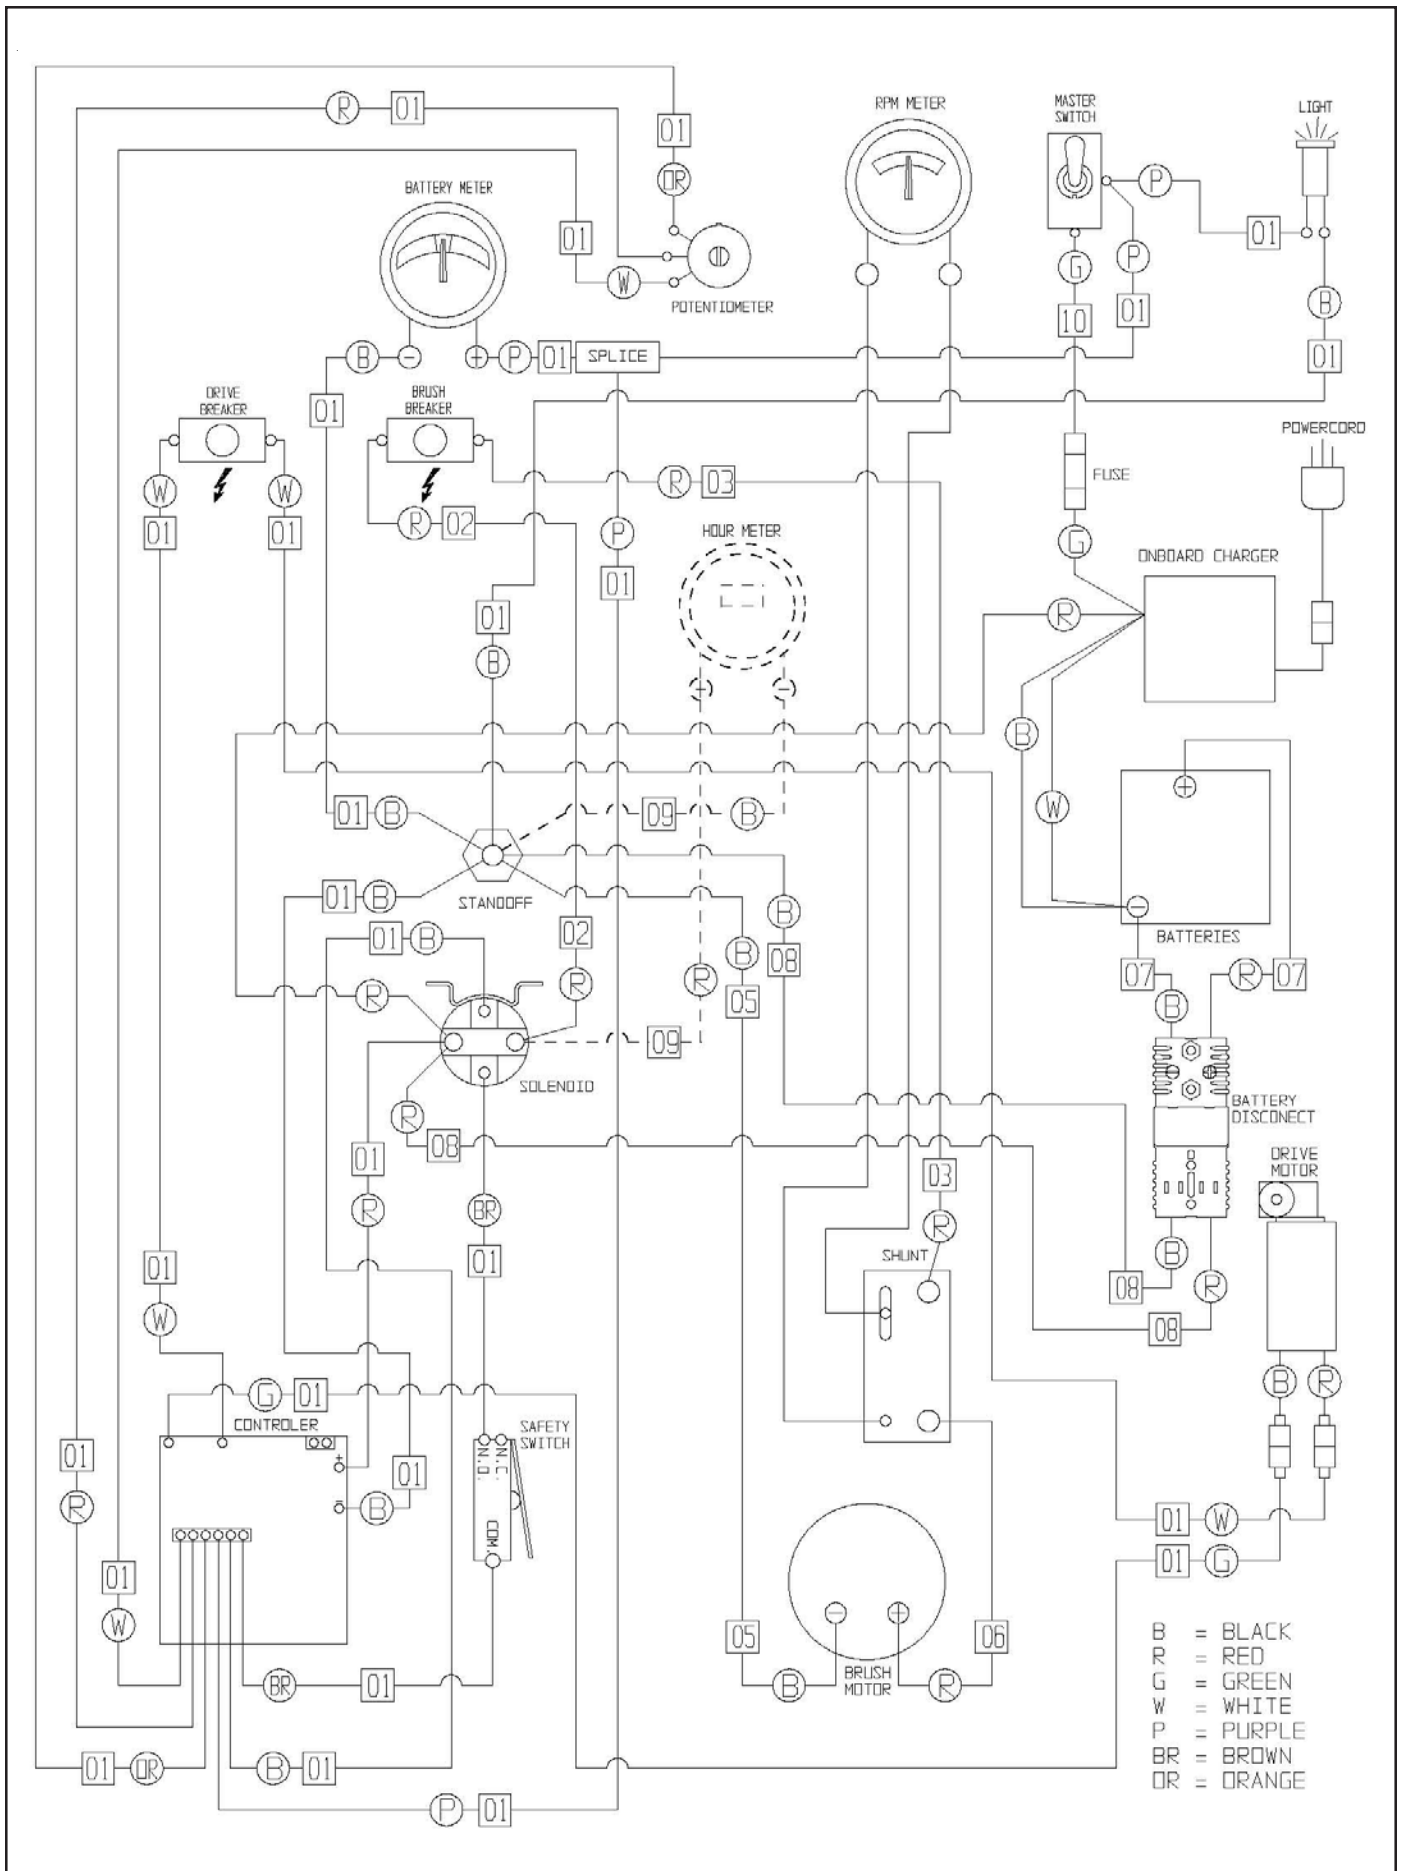 R 01
01
OR
RPM METER
MASTER
SWITCH
LIGHT
BATTERY METER
01
W
POTENTIOMETER
P
01
G
P
10
01
B
01
B
-
+
P
01
SPLICE
01
DRIVE
BREAKER
BRUSH
BREAKER
POWERCORD
W
01
W
01
R
02
R
03
FUSE
P
01
HOUR METER
G
ONBOARD CHARGER
01
B
R
+
-
B
W
+
01
B
09
B
STANDOFF
01
B
-
BATTERIES
01
B
02
R
R
B
05
B
08
R
07
B
R
07
09
SOLENOID
R
08
01
R
BR
01
BATTERY
DISCONECT
DRIVE
MOTOR
03
R
SHUNT
B
08
R
08
01
W
G
01
CONTROLER
+
-
01
B
SAFETY
SWITCH
N.O.
N.C.
COM.
B
R
01
R
01
W
01
G
01
W
BR
01
-
+
BRUSH
MOTOR
05
B
R
06
01
OR
B
01
P
01
B = BLACK
R = RED
G = GREEN
W = WHITE
P = PURPLE
BR = BROWN
OR = ORANGE